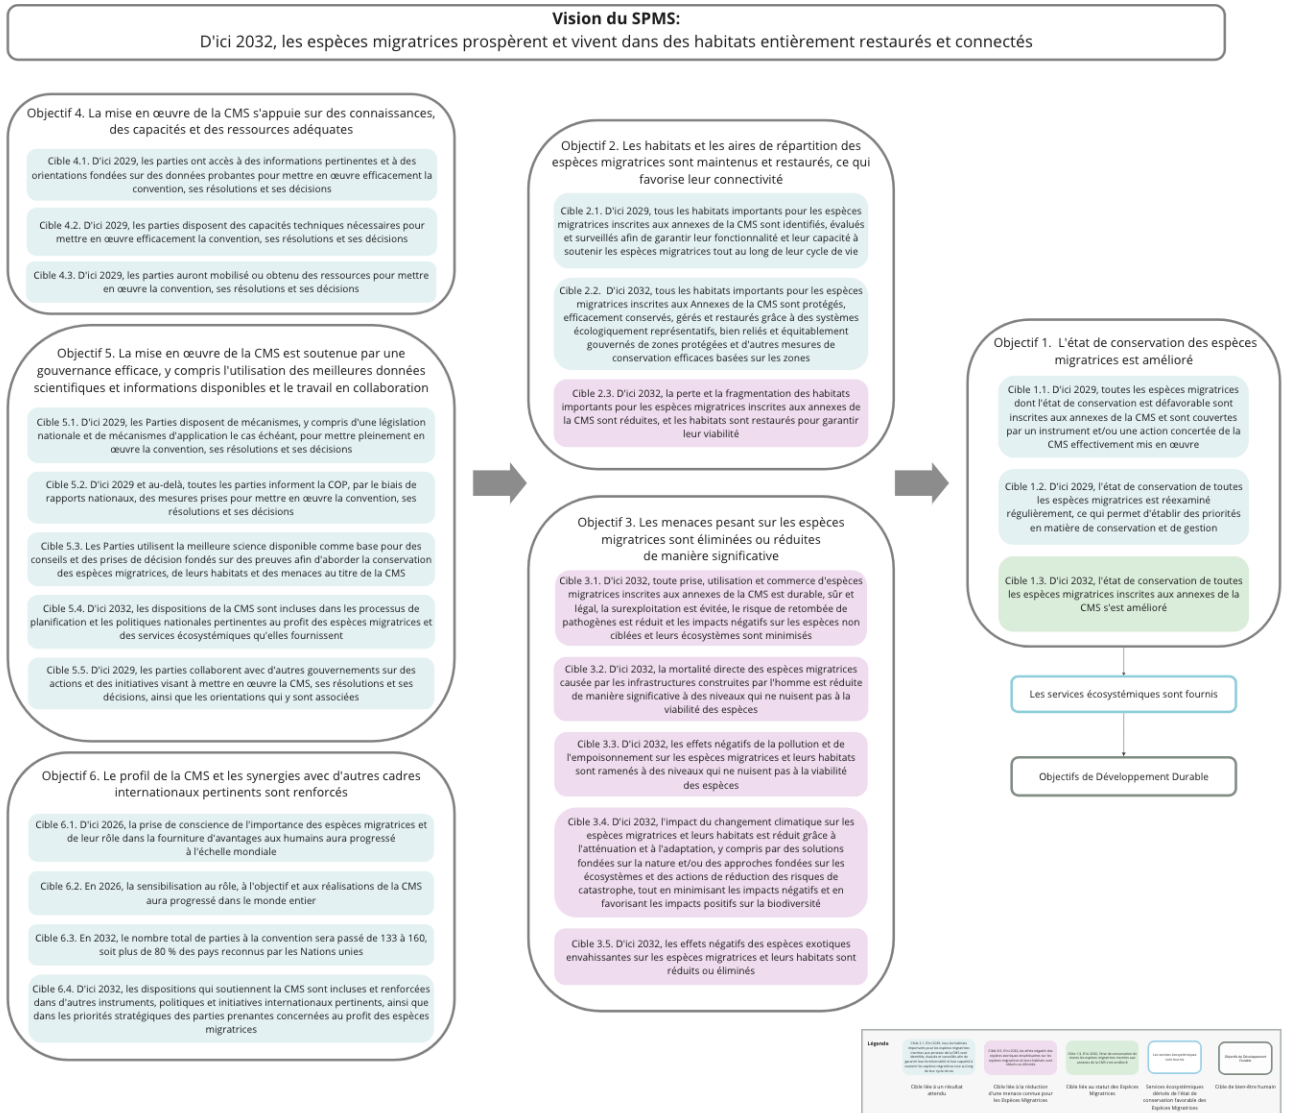 Vision du SPMS:
D'ici 2032, les espèces migratrices prospèrent et vivent dans des habitats entièrement restaurés et connectés
Objectif 4. La mise en œuvre de la CMS s'appuie sur des connaissances,
des capacités et des ressources adéquates
Cible 4.1. D'ici 2029, les parties ont accès à des informations pertinentes et à des
orientations fondées sur des données probantes pour mettre en œuvre efficacement la
convention, ses résolutions et ses décisions
Cible 4.2. D'ici 2029, les parties disposent des capacités techniques nécessaires pour
mettre en œuvre efficacement la convention, ses résolutions et ses décisions
Cible 4.3. D'ici 2029, les parties auront mobilisé ou obtenu des ressources pour mettre
en œuvre la convention, ses résolutions et ses décisions
Objectif 5. La mise en œuvre de la CMS est soutenue par une
gouvernance efficace, y compris l'utilisation des meilleures données
scientifiques et informations disponibles et le travail en collaboration
Cible 5.1. D'ici 2029, les Parties disposent de mécanismes, y compris d'une législation
nationale et de mécanismes d'application le cas échéant, pour mettre pleinement en
œuvre la convention, ses résolutions et ses décisions
Cible 5.2. D'ici 2029 et au-delà, toutes les parties informent la COP, par le biais de
rapports nationaux, des mesures prises pour mettre en œuvre la convention, ses
résolutions et ses décisions
Cible 5.3. Les Parties utilisent la meilleure science disponible comme base pour des
conseils et des prises de décision fondés sur des preuves afin d'aborder la conservation
des espèces migratrices, de leurs habitats et des menaces au titre de la CMS
Cible 5.4. D'ici 2032, les dispositions de la CMS sont incluses dans les processus de
planification et les politiques nationales pertinentes au profit des espèces migratrices et
des services écosystémiques qu'elles fournissent
Cible 5.5. D'ici 2029, les parties collaborent avec d'autres gouvernements sur des
actions et des initiatives visant à mettre en œuvre la CMS, ses résolutions et ses
décisions, ainsi que les orientations qui y sont associées
Objectif 6. Le profil de la CMS et les synergies avec d'autres cadres
internationaux pertinents sont renforcés
Cible 6.1. D'ici 2026, la prise de conscience de l'importance des espèces migratrices et
de leur rôle dans la fourniture d'avantages aux humains aura progressé
à l'échelle mondiale
Cible 6.2. En 2026, la sensibilisation au rôle, à l'objectif et aux réalisations de la CMS
aura progressé dans le monde entier
Cible 6.3. En 2032, le nombre total de parties à la convention sera passé de 133 à 160,
soit plus de 80 % des pays reconnus par les Nations unies
Cible 6.4. D'ici 2032, les dispositions qui soutiennent la CMS sont incluses et renforcées
dans d'autres instruments, politiques et initiatives internationaux pertinents, ainsi que
dans les priorités stratégiques des parties prenantes concernées au profit des espèces
migratrices
Objectif 2. Les habitats et les aires de répartition des
espèces migratrices sont maintenus et restaurés, ce qui
favorise leur connectivité
Cible 2.1. D'ici 2029, tous les habitats importants pour les espèces
migratrices inscrites aux annexes de la CMS sont identifiés, évalués
et surveillés afin de garantir leur fonctionnalité et leur capacité à
soutenir les espèces migratrices tout au long de leur cycle de vie
Cible 2.2. D'ici 2032, tous les habitats importants pour les espèces
migratrices inscrites aux Annexes de la CMS sont protégés,
efficacement conservés, gérés et restaurés grâce à des systèmes
écologiquement représentatifs, bien reliés et équitablement
gouvernés de zones protégées et d'autres mesures de
conservation efficaces basées sur les zones
Cible 2.3. D'ici 2032, la perte et la fragmentation des habitats
importants pour les espèces migratrices inscrites aux annexes de
la CMS sont réduites, et les habitats sont restaurés pour garantir
leur viabilité
Objectif 3. Les menaces pesant sur les espèces
migratrices sont éliminées ou réduites
de manière significative
Cible 3.1. D'ici 2032, toute prise, utilisation et commerce d'espèces
migratrices inscrites aux annexes de la CMS est durable, sûr et
légal, la surexploitation est évitée, le risque de retombée de
pathogènes est réduit et les impacts négatifs sur les espèces non
ciblées et leurs écosystèmes sont minimisés
Cible 3.2. D'ici 2032, la mortalité directe des espèces migratrices
causée par les infrastructures construites par l'homme est réduite
de manière significative à des niveaux qui ne nuisent pas à la
viabilité des espèces
Cible 3.3. D'ici 2032, les effets négatifs de la pollution et de
l'empoisonnement sur les espèces migratrices et leurs habitats
sont ramenés à des niveaux qui ne nuisent pas à la viabilité
des espèces
Cible 3.4. D'ici 2032, l'impact du changement climatique sur les
espèces migratrices et leurs habitats est réduit grâce à
l'atténuation et à l'adaptation, y compris par des solutions
fondées sur la nature et/ou des approches fondées sur les
écosystèmes et des actions de réduction des risques de
catastrophe, tout en minimisant les impacts négatifs et en
favorisant les impacts positifs sur la biodiversité
Cible 3.5. D'ici 2032, les effets négatifs des espèces exotiques
envahissantes sur les espèces migratrices et leurs habitats sont
réduits ou éliminés
Objectif 1. L'état de conservation des espèces
migratrices est amélioré
Cible 1.1. D'ici 2029, toutes les espèces migratrices
dont l'état de conservation est défavorable sont
inscrites aux annexes de la CMS et sont couvertes
par un instrument et/ou une action concertée de la
CMS effectivement mis en œuvre
Cible 1.2. D'ici 2029, l'état de conservation de toutes
les espèces migratrices est réexaminé
régulièrement, ce qui permet d'établir des priorités
en matière de conservation et de gestion
Cible 1.3. D'ici 2032, l'état de conservation de toutes
les espèces migratrices inscrites aux annexes de la
CMS s'est amélioré
Les services écosystémiques sont fournis
Objectifs de Développement Durable
Légende
Cible liée à un résultat
attendu
Cible liée à la réduction
d'une menace connue pour
les Espèces Migratrices
Cible liée au statut des Espèces
Migratrices
Services écosystémiques
dérivés de l'état de
conservation favorable des
Espèces Migratrices
Cible de bien-être humain